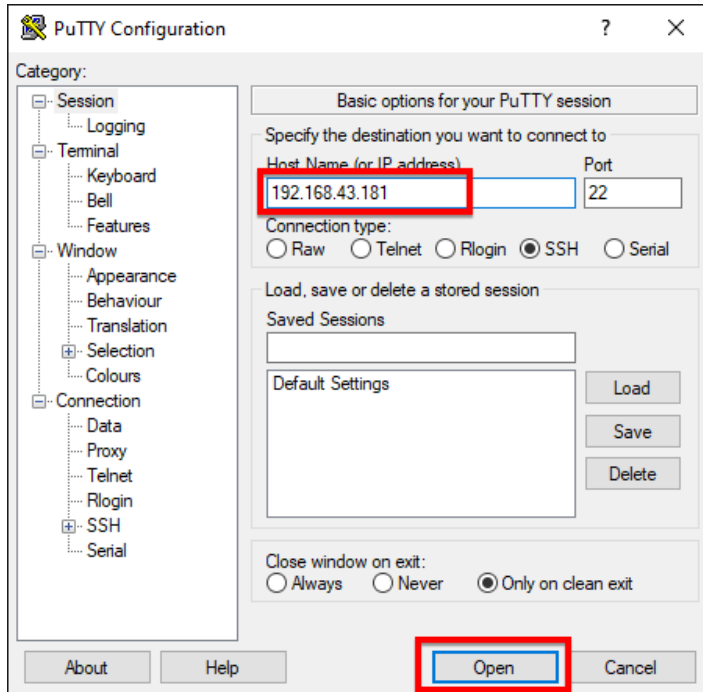 PuTTY Configuration
Category:
Session
Logging
Terminal
Keyboard
Bell
Features
Window
Appearance
Behaviour
Translation
Selection
Colours
Connection
Data
Proxy
Telnet
Rlogin
SSH
Serial
Basic options for your PuTTY session
Specify the destination you want to connect to
Host Name (or IP address) Port
192.168.43.181 22
Connection type:
Raw Telnet Rlogin SSH Serial
Load, save or delete a stored session
Saved Sessions
Default Settings
Load
Save
Delete
Close window on exit:
Always Never Only on clean exit
About Help Open Cancel